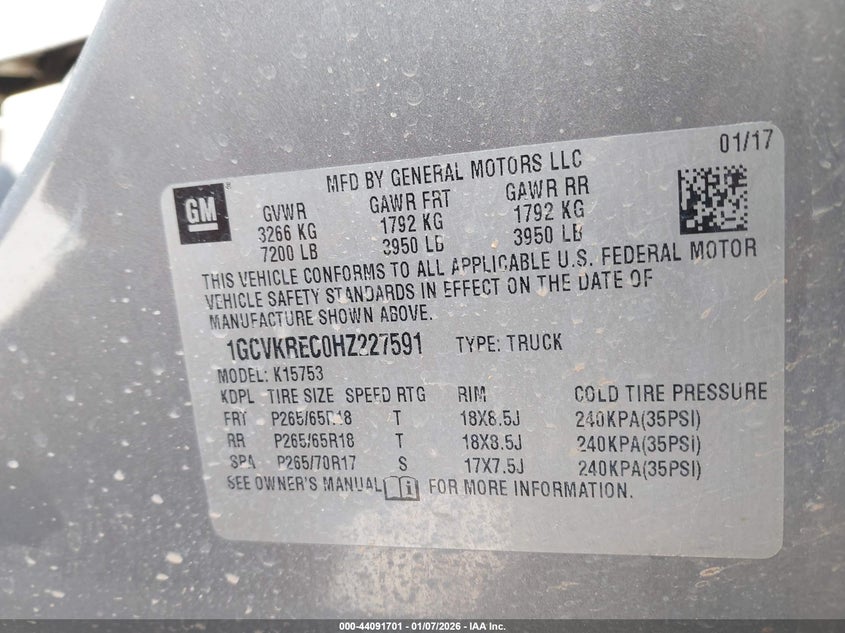 01/17
MFD BY GENERAL MOTORS LLC
GM
GVWR GAWR FRT GAWR RR
3266 KG 1792 KG 1792 KG
7200 LB 3950 LB 3950 LB
THIS VEHICLE CONFORMS TO ALL APPLICABLE U.S. FEDERAL MOTOR
VEHICLE SAFETY STANDARDS IN EFFECT ON THE DATE OF
MANUFACTURE SHOWN ABOVE.
1GCVKREC0HZ227591 TYPE: TRUCK
MODEL: K15753
KDPL TIRE SIZE SPEED RTG RIM COLD TIRE PRESSURE
FRT P265/65R18 T 18X8.5J 240KPA(35PSI)
RR P265/65R18 T 18X8.5J 240KPA(35PSI)
SPA P265/70R17 S 17X7.5J 240KPA(35PSI)
SEE OWNER'S MANUAL FOR MORE INFORMATION.
000-44091701 - 01/07/2026 - IAA Inc.